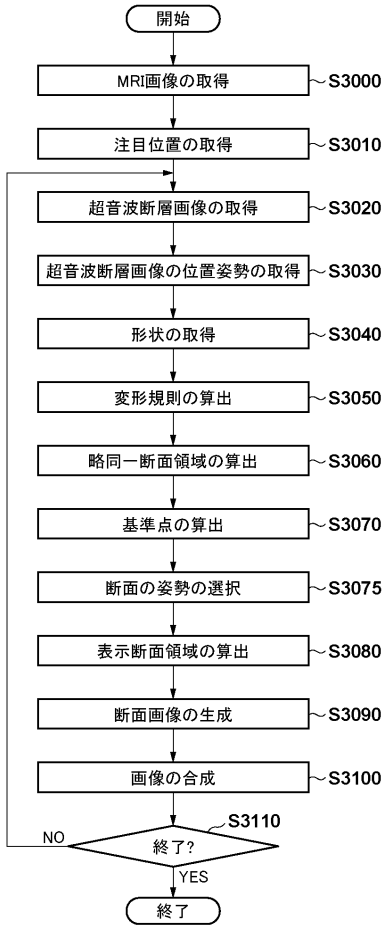 開始
MRI画像の取得 S3000
注目位置の取得 S3010
超音波断層画像の取得 S3020
超音波断層画像の位置姿勢の取得 S3030
形状の取得 S3040
変形規則の算出 S3050
略同一断面領域の算出 S3060
基準点の算出 S3070
断面の姿勢の選択 S3075
表示断面領域の算出 S3080
断面画像の生成 S3090
画像の合成 S3100
S3110
終了?
NO
YES
終了